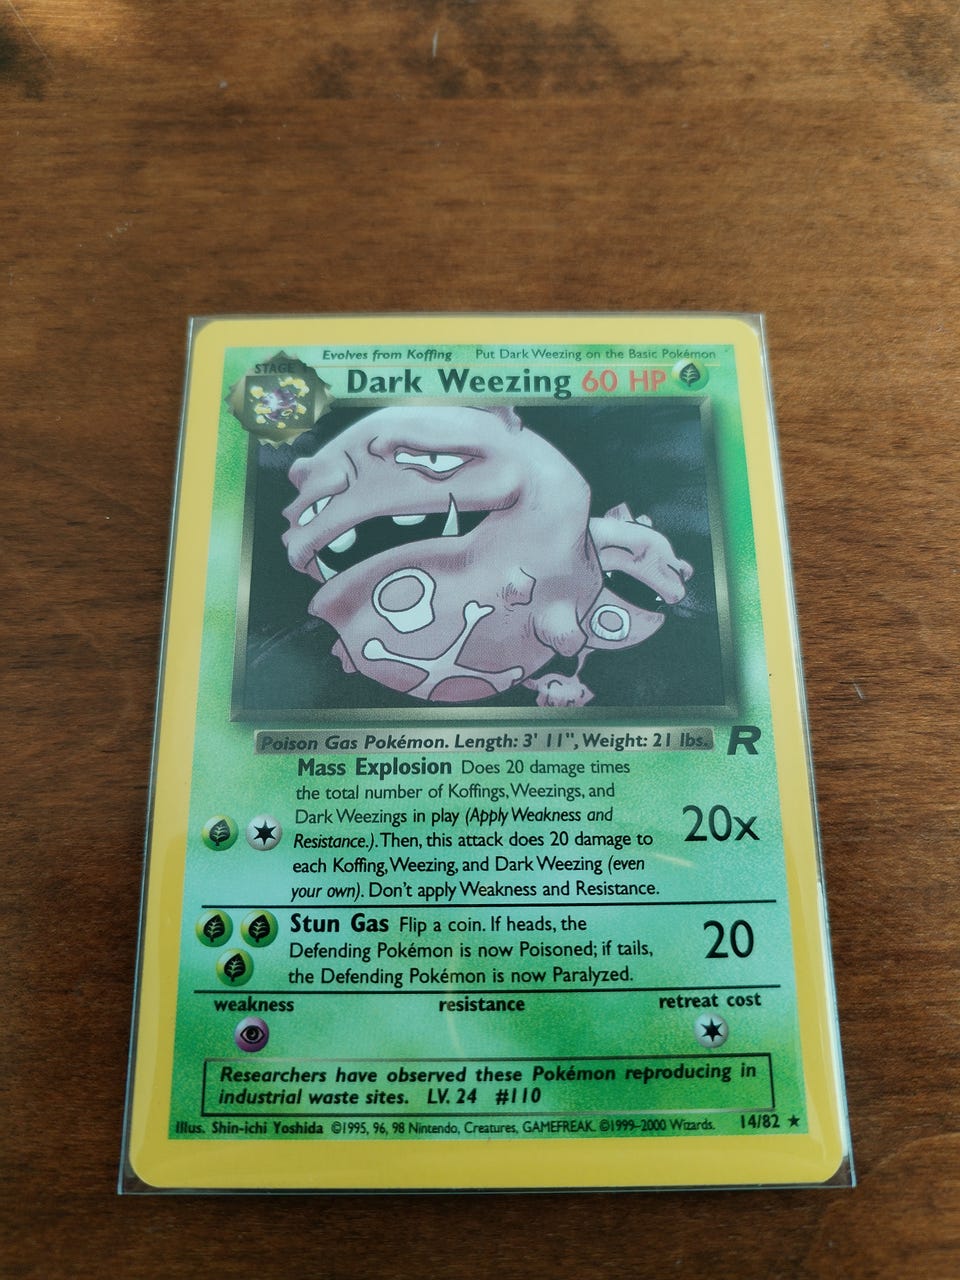 Evolves from Koffing Put Dark Weezing on the Basic Pokémon
STAGE 1
Dark Weezing 60 HP
Poison Gas Pokémon. Length: 3' 11", Weight: 21 lbs. R
Mass Explosion Does 20 damage times
the total number of Koffings, Weezings, and
Dark Weezings in play (Apply Weakness and
Resistance.). Then, this attack does 20 damage to
each Koffing, Weezing, and Dark Weezing (even
your own). Don't apply Weakness and Resistance.
20x
Stun Gas Flip a coin. If heads, the
Defending Pokémon is now Poisoned; if tails,
the Defending Pokémon is now Paralyzed.
20
weakness resistance retreat cost
Researchers have observed these Pokémon reproducing in
industrial waste sites. LV. 24 #110
Illus. Shin-ichi Yoshida ©1995, 96, 98 Nintendo, Creatures, GAMEFREAK. ©1999-2000 Wizards. 14/82 ★